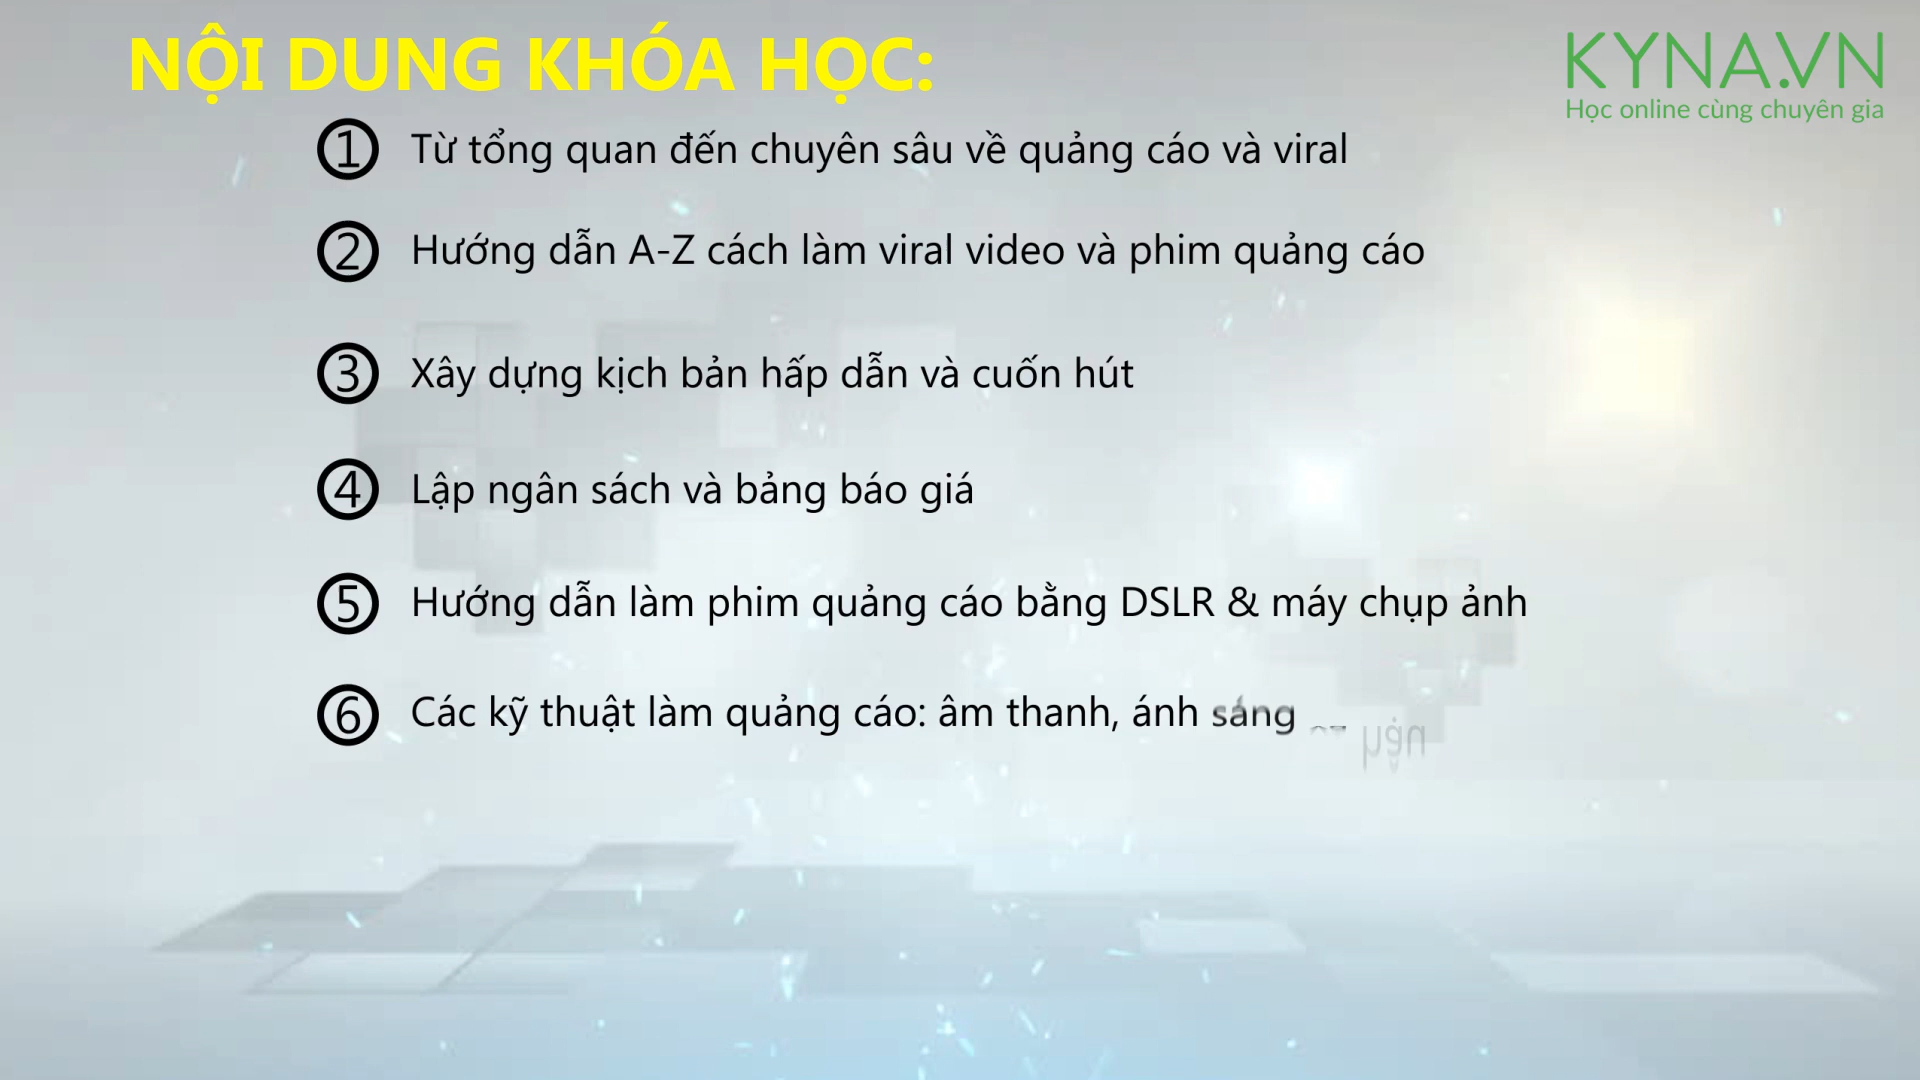 NỘI DUNG KHÓA HỌC:
KYNA.VN
Học online cùng chuyên gia
1 Từ tổng quan đến chuyên sâu về quảng cáo và viral
2 Hướng dẫn A-Z cách làm viral video và phim quảng cáo
3 Xây dựng kịch bản hấp dẫn và cuốn hút
4 Lập ngân sách và bảng báo giá
5 Hướng dẫn làm phim quảng cáo bằng DSLR & máy chụp ảnh
6 Các kỹ thuật làm quảng cáo: âm thanh, ánh sáng